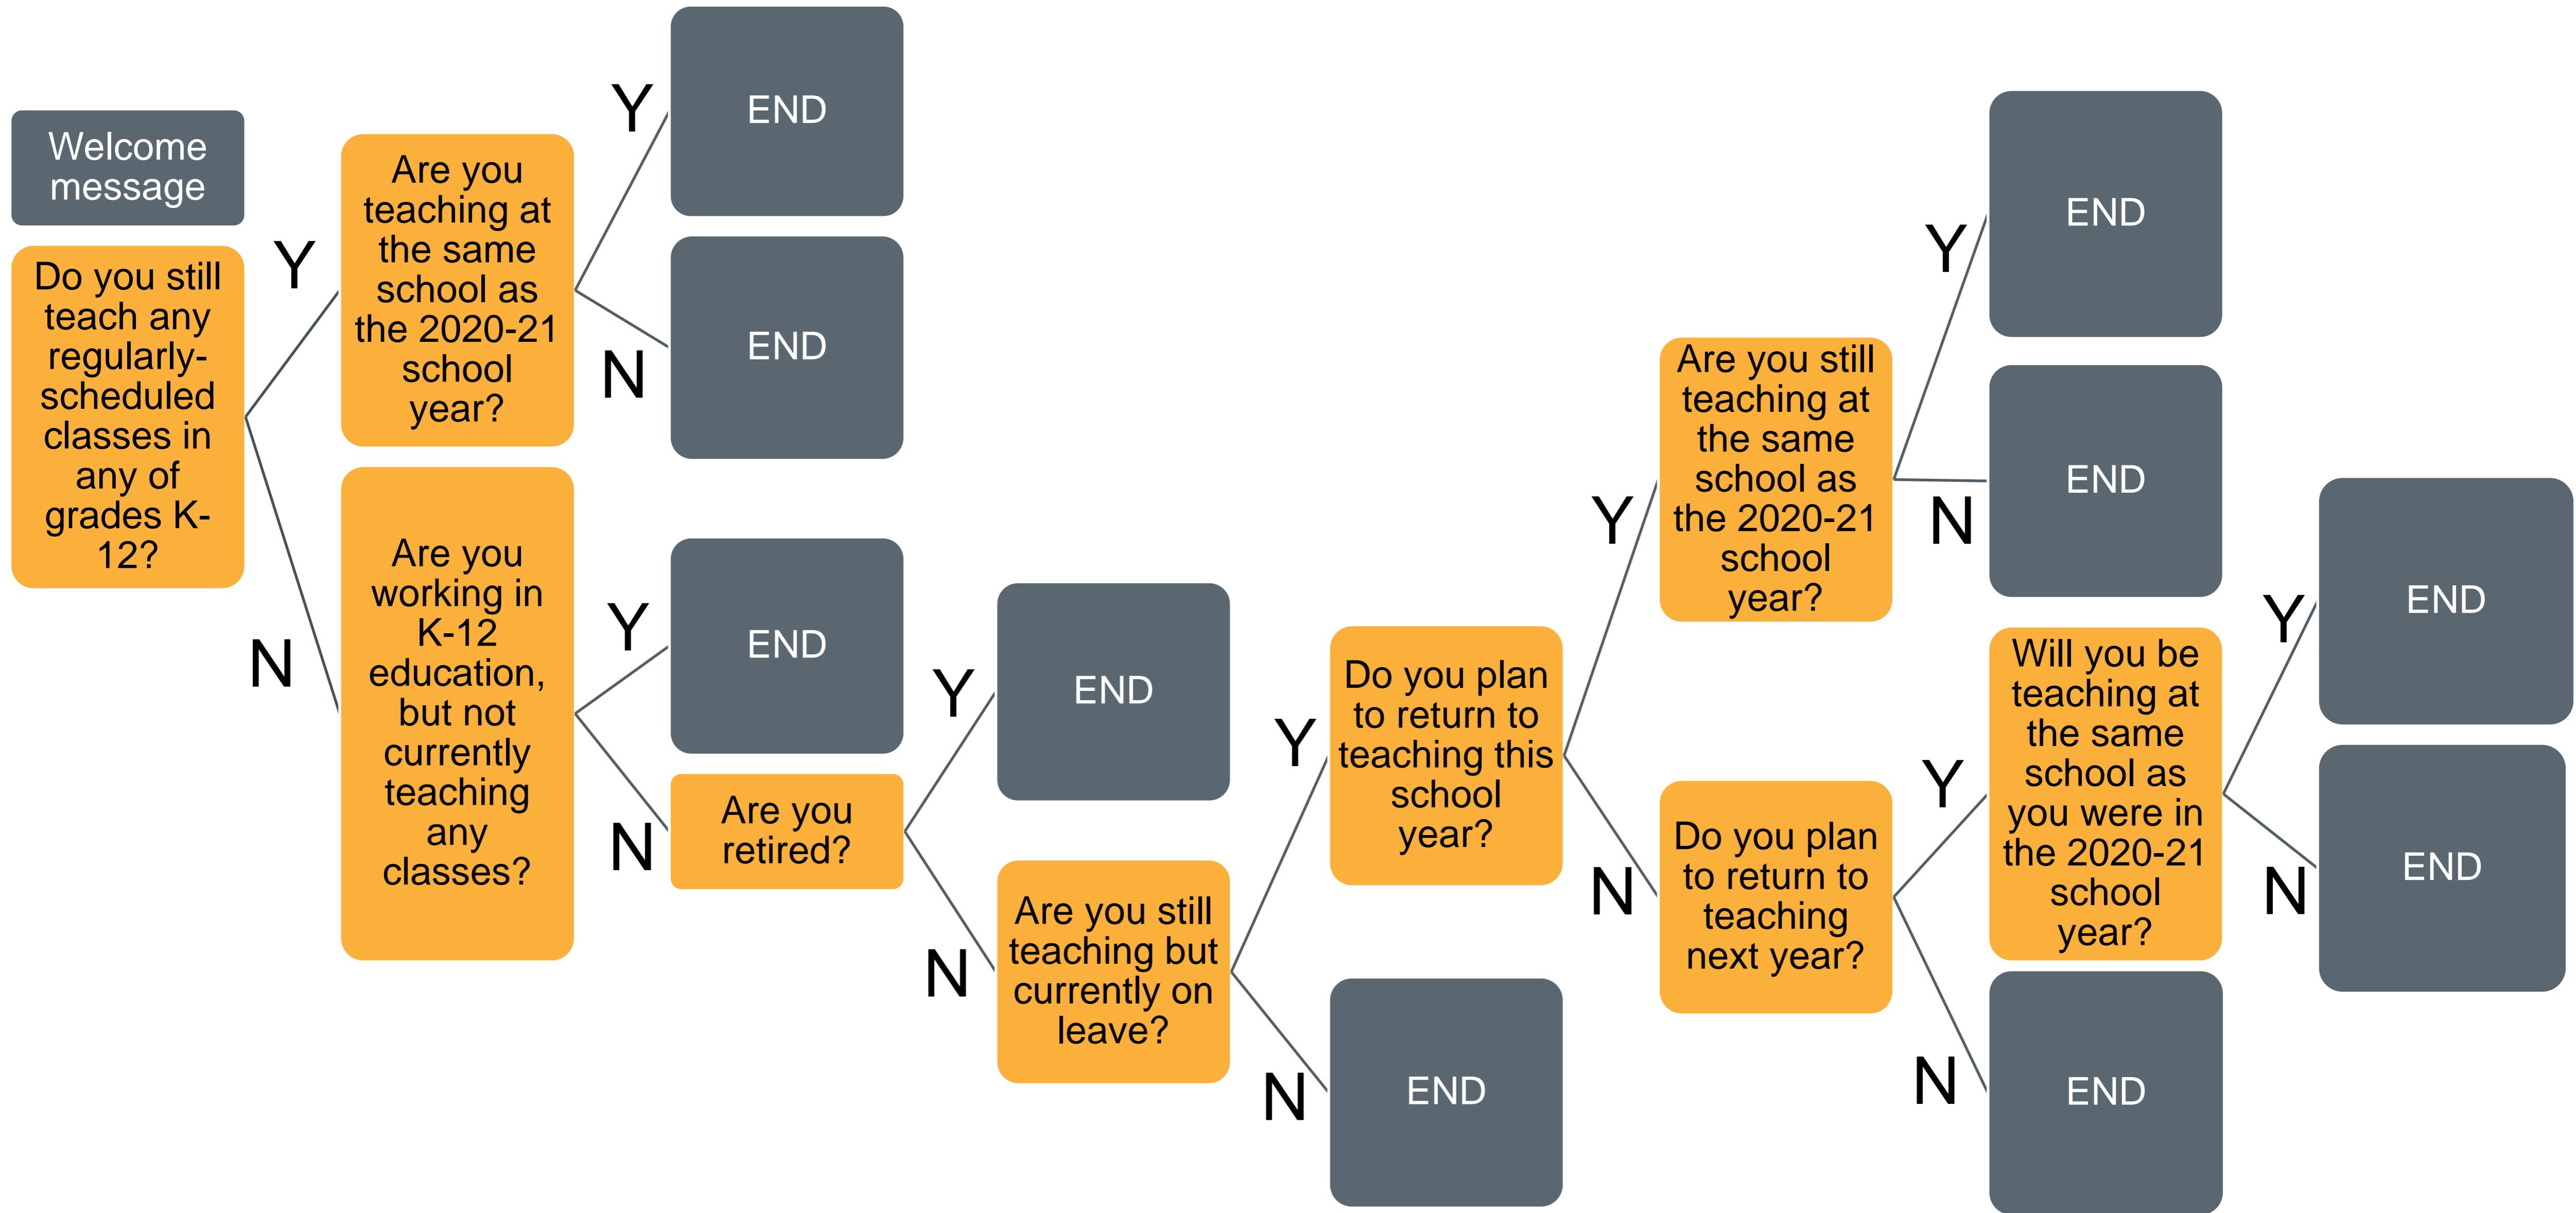 Welcome
message
Do you still
teach any
regularly-
scheduled
classes in
any of
grades K-
12?
Y
N
Are you
teaching at
the same
school as
the 2020-21
school
year?
Y
END
N
END
Are you
working in
K-12
education,
but not
currently
teaching
any
classes?
Y
END
N
Are you
retired?
Y
END
N
Are you still
teaching but
currently on
leave?
Y
Do you plan
to return to
teaching this
school
year?
N
END
Y
Are you still
teaching at
the same
school as
the 2020-21
school
year?
Y
END
N
END
N
Do you plan
to return to
teaching
next year?
Y
Will you be
teaching at
the same
school as
you were in
the 2020-21
school
year?
Y
END
N
END
N
END